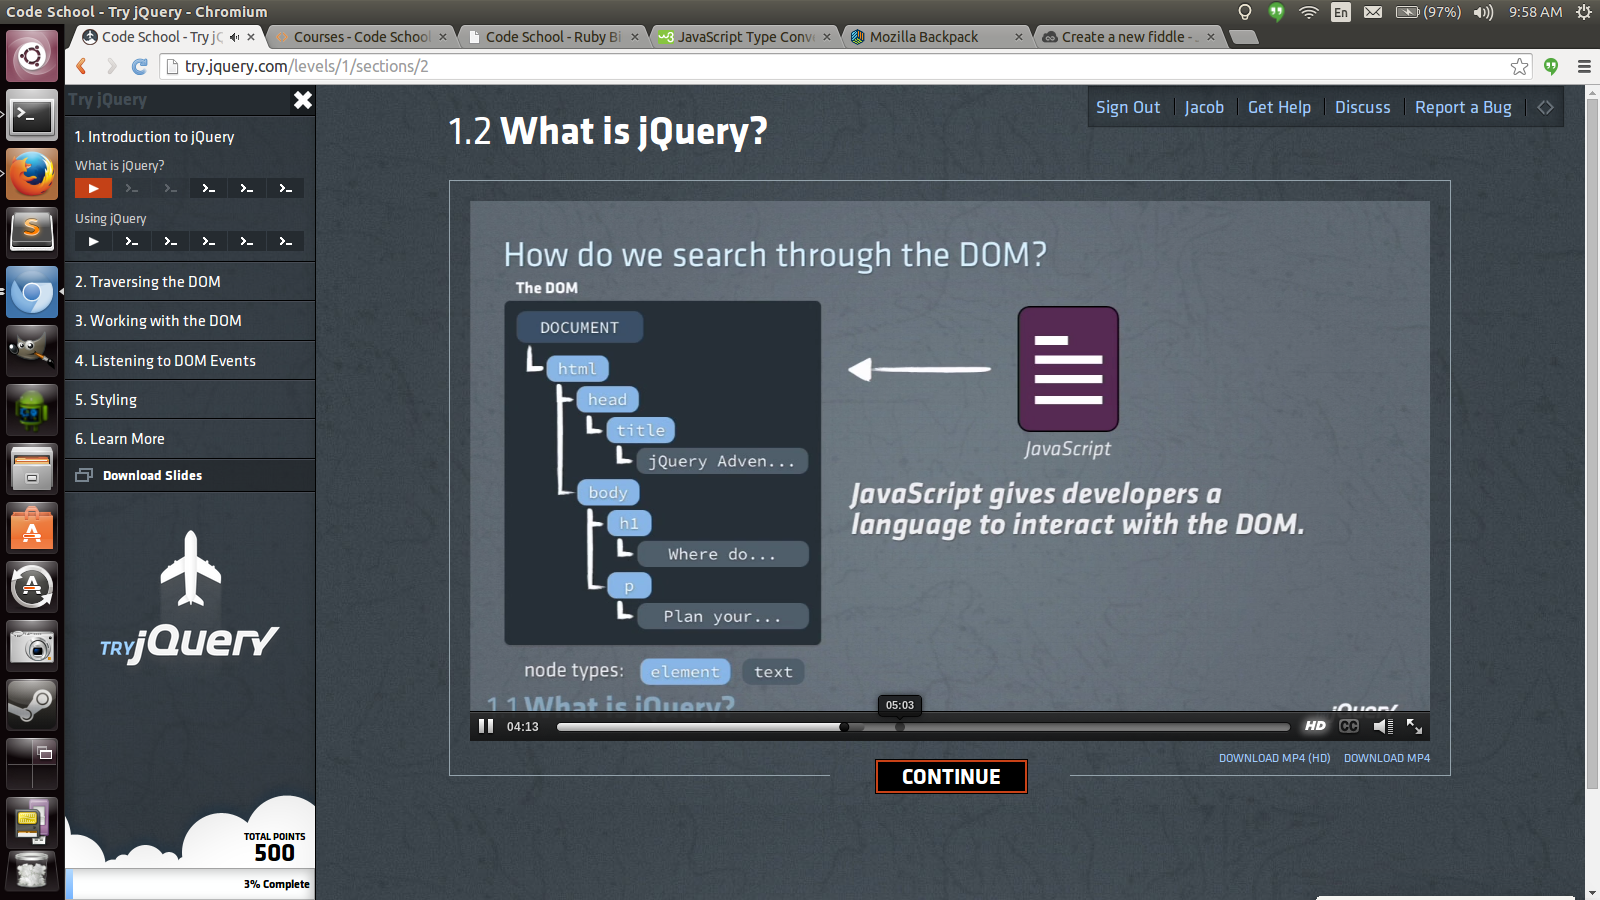 Code School - Try jQuery - Chromium
En
(97%)
9:58 AM
Code School - Try jQ
Courses - Code School
Code School - Ruby Bi
JavaScript Type Conv
Mozilla Backpack
Create a new fiddle -
try.jquery.com/levels/1/sections/2
Try jQuery
Sign Out
Jacob
Get Help
Discuss
Report a Bug
1. Introduction to jQuery
What is jQuery?
Using jQuery
2. Traversing the DOM
3. Working with the DOM
4. Listening to DOM Events
5. Styling
6. Learn More
Download Slides
TRY jQuery
TOTAL POINTS
500
3% Complete
1.2 What is jQuery?
How do we search through the DOM?
The DOM
DOCUMENT
html
head
title
jQuery Adven...
body
h1
Where do...
p
Plan your...
node types: element text
JavaScript
JavaScript gives developers a
language to interact with the DOM.
1.1 What is jQuery?
jQuery
05:03
04:13
HD
CC
DOWNLOAD MP4 (HD)
DOWNLOAD MP4
CONTINUE